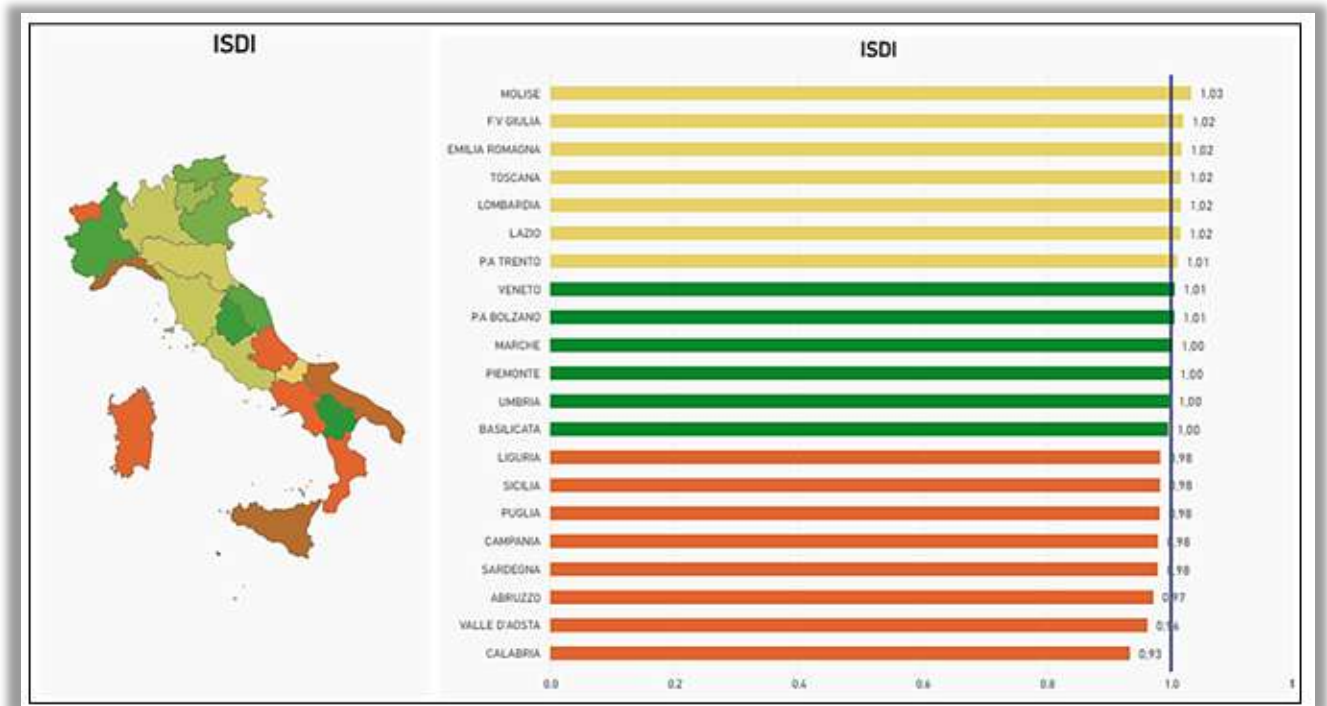 ISDI
ISDI
MOLISE 1,03
F.V GIULIA 1,02
EMILIA ROMAGNA 1,02
TOSCANA 1,02
LOMBARDIA 1,02
LAZIO 1,02
P.A TRENTO 1,01
VENETO 1,01
P.A BOLZANO 1,01
MARCHE 1,00
PIEMONTE 1,00
UMBRIA 1,00
BASILICATA 1,00
LIGURIA 0,98
SICILIA 0,98
PUGLIA 0,98
CAMPANIA 0,98
SARDEGNA 0,98
ABRUZZO 0,97
VALLE D'AOSTA 0,96
CALABRIA 0,93
0.0 0.2 0.4 0.6 0.8 1.0